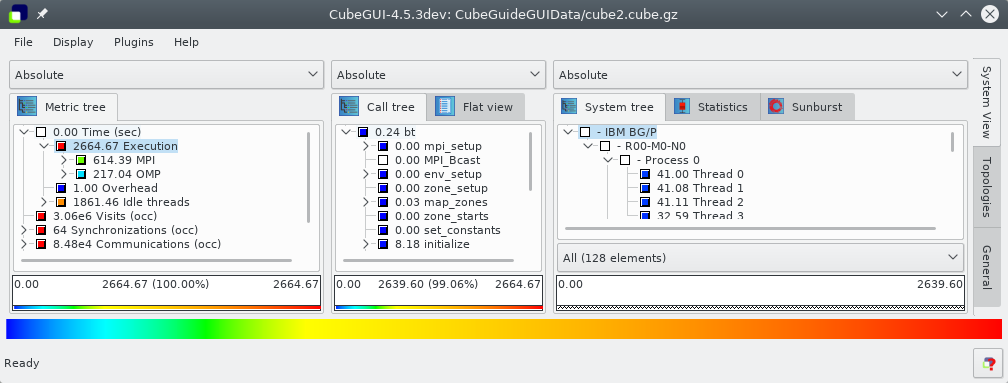 CubeGUI-4.5.3dev: CubeGuideGUIData/cube2.cube.gz
File Display Plugins Help
Absolute
Metric tree
0.00 Time (sec)
2664.67 Execution
614.39 MPI
217.04 OMP
1.00 Overhead
1861.46 Idle threads
3.06e6 Visits (occ)
64 Synchronizations (occ)
8.48e4 Communications (occ)
0.00 2664.67 (100.00%) 2664.67
Absolute
Call tree Flat view
0.24 bt
0.00 mpi_setup
0.00 MPI_Bcast
0.00 env_setup
0.00 zone_setup
0.03 map_zones
0.00 zone_starts
0.00 set_constants
8.18 initialize
0.00 2639.60 (99.06%) 2664.67
Absolute
System tree Statistics Sunburst
- IBM BG/P
- R00-M0-N0
- Process 0
41.00 Thread 0
41.08 Thread 1
41.11 Thread 2
32.59 Thread 3
All (128 elements)
0.00 2639.60
System View
Topologies
General
Ready